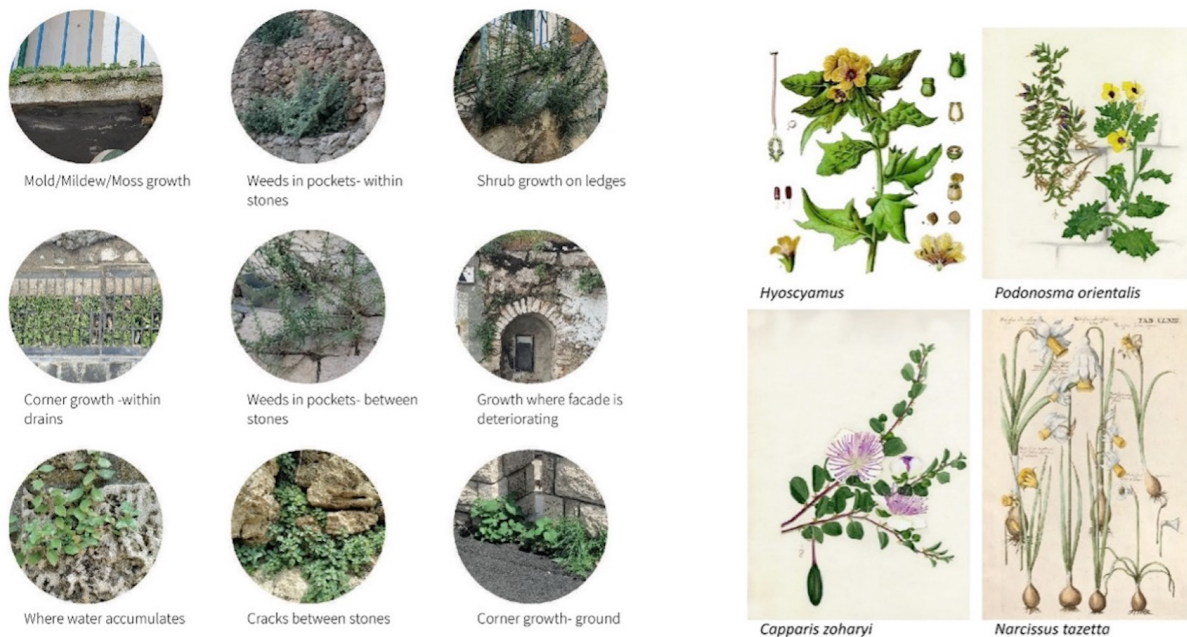 Mold/Mildew/Moss growth
Weeds in pockets- within
stones
Shrub growth on ledges
Corner growth -within
drains
Weeds in pockets- between
stones
Growth where facade is
deteriorating
Where water accumulates
Cracks between stones
Corner growth- ground
Hyoscyamus
Podonosma orientalis
TAB. CLXIII.
Capparis zoharyi
Narcissus tazetta